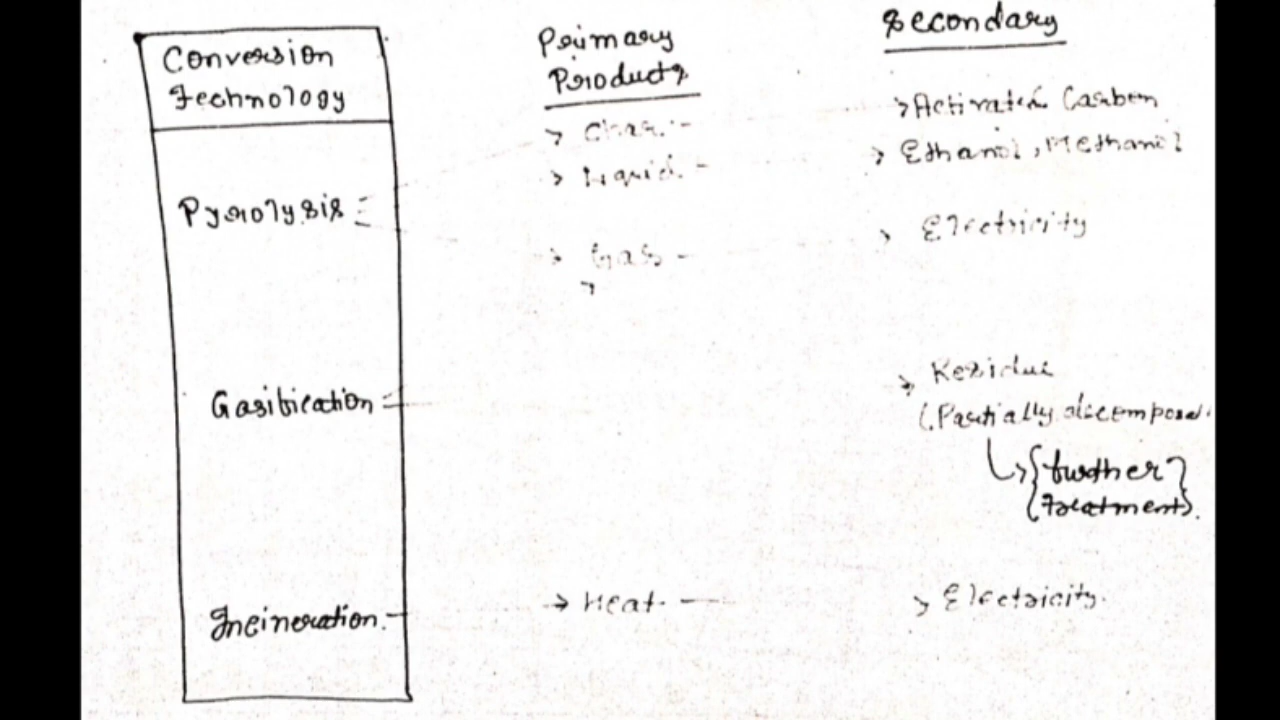 Conversion
Technology
Primary
Products
Secondary
> Char. -
> Liquid. -
> Activated Carbon
> Ethanol, Methanol
Pyrolysis
> Gas -
> Electricity
>
Gasification
> Residue
(Partially decomposed.
{further}
{treatment}.
Incineration.
> Heat. -
> Electricity.